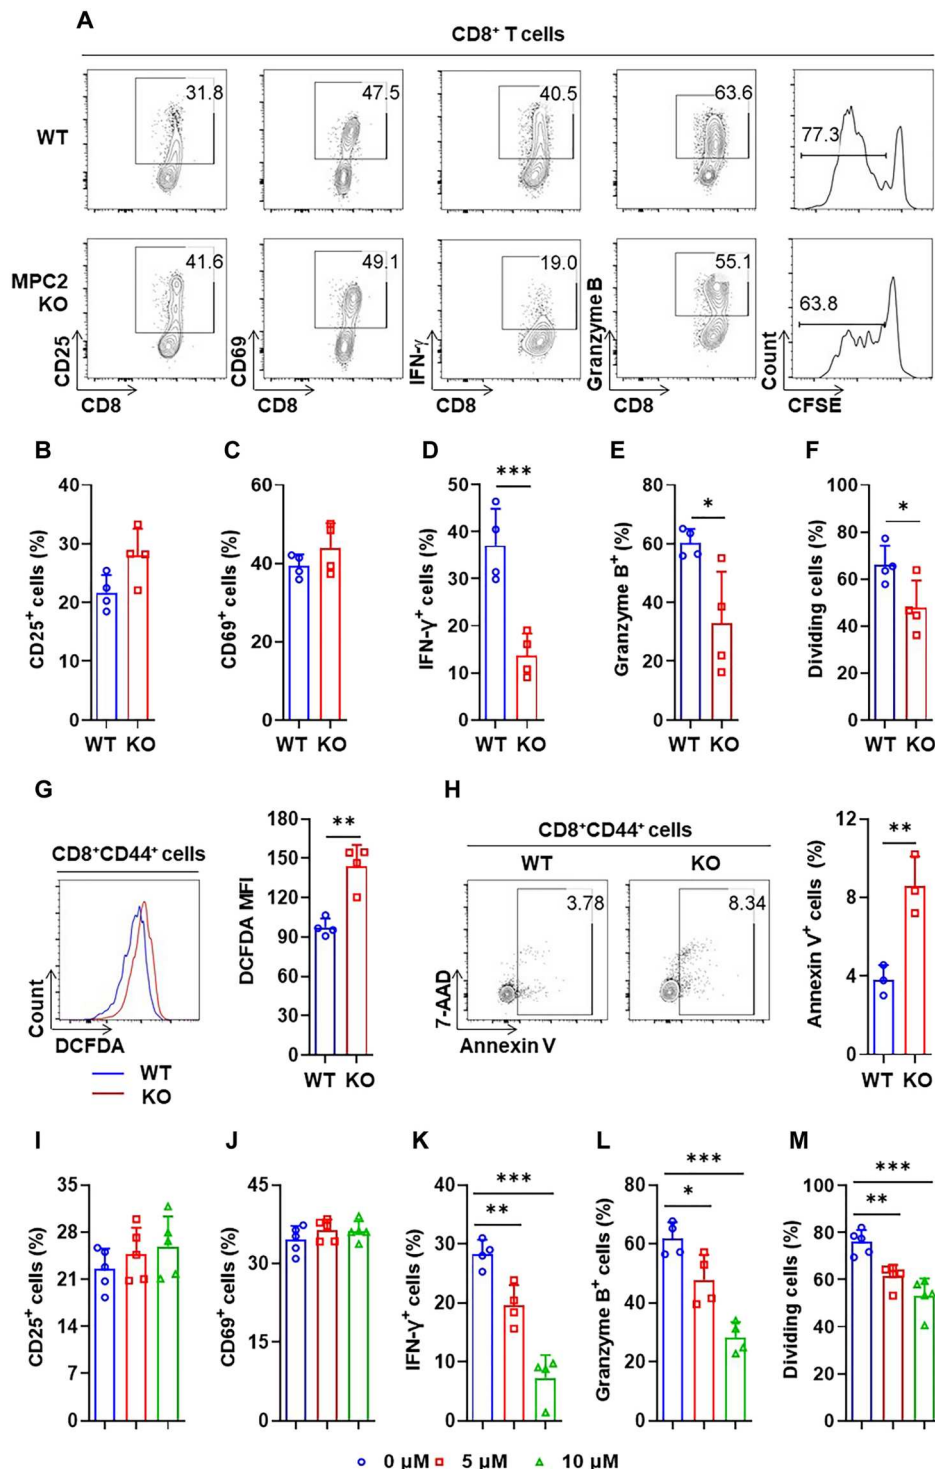 A
CD8⁺ T cells
WT
31.8
47.5
40.5
63.6
77.3
MPC2
KO
41.6
49.1
19.0
55.1
63.8
CD25
CD69
IFN-γ
Granzyme B
Count
CD8
CD8
CD8
CD8
CFSE
B
C
D
E
F
CD25⁺ cells (%)
40
30
20
10
0
WT KO
CD69⁺ cells (%)
60
40
20
0
WT KO
IFN-γ⁺ cells (%)
***
50
40
30
20
10
0
WT KO
Granzyme B⁺ (%)
*
80
60
40
20
0
WT KO
Dividing cells (%)
*
100
80
60
40
20
0
WT KO
G
CD8⁺CD44⁺ cells
Count
DCFDA
WT
KO
DCFDA MFI
**
180
150
120
90
60
30
0
WT KO
H
CD8⁺CD44⁺ cells
WT
KO
3.78
8.34
7-AAD
Annexin V
Annexin V⁺ cells (%)
**
12
8
4
0
WT KO
I
J
K
L
M
CD25⁺ cells (%)
35
28
21
14
7
0
CD69⁺ cells (%)
45
30
15
0
IFN-γ⁺ cells (%)
***
**
40
30
20
10
0
Granzyme B⁺ cells (%)
***
*
80
60
40
20
0
Dividing cells (%)
***
**
100
80
60
40
20
0
0 μM 5 μM 10 μM